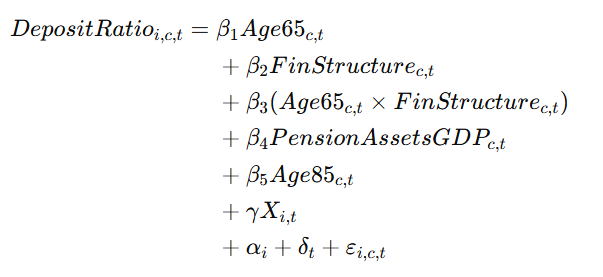 DepositRatio_{i,c,t} = β_1 Age65_{c,t}
+ β_2 FinStructure_{c,t}
+ β_3 (Age65_{c,t} × FinStructure_{c,t})
+ β_4 PensionAssetsGDP_{c,t}
+ β_5 Age85_{c,t}
+ γX_{i,t}
+ α_i + δ_t + ε_{i,c,t}